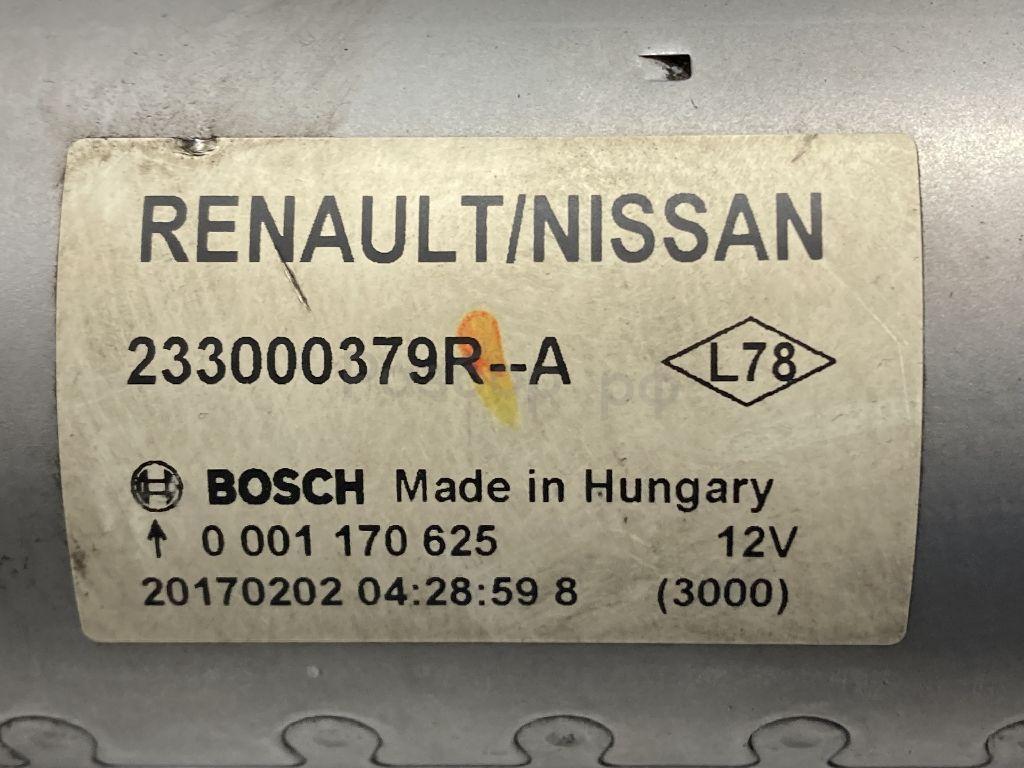 RENAULT/NISSAN
233000379R--A L78
BOSCH Made in Hungary
0 001 170 625 12V
20170202 04:28:59 8 (3000)